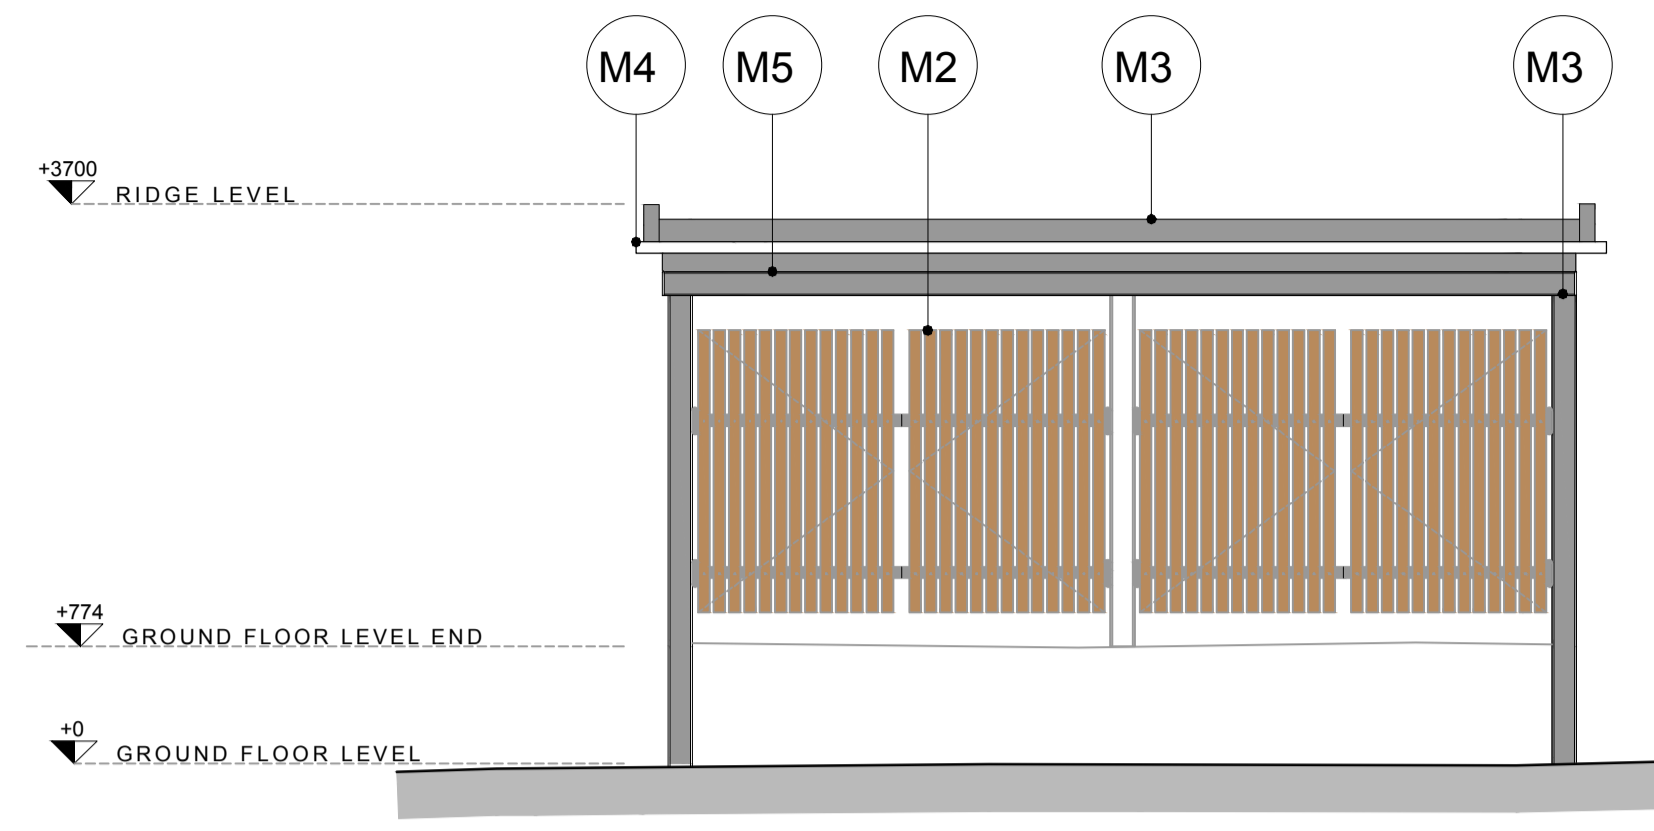 M4 M5 M2 M3 M3
+3700
RIDGE LEVEL
+774
GROUND FLOOR LEVEL END
+0
GROUND FLOOR LEVEL